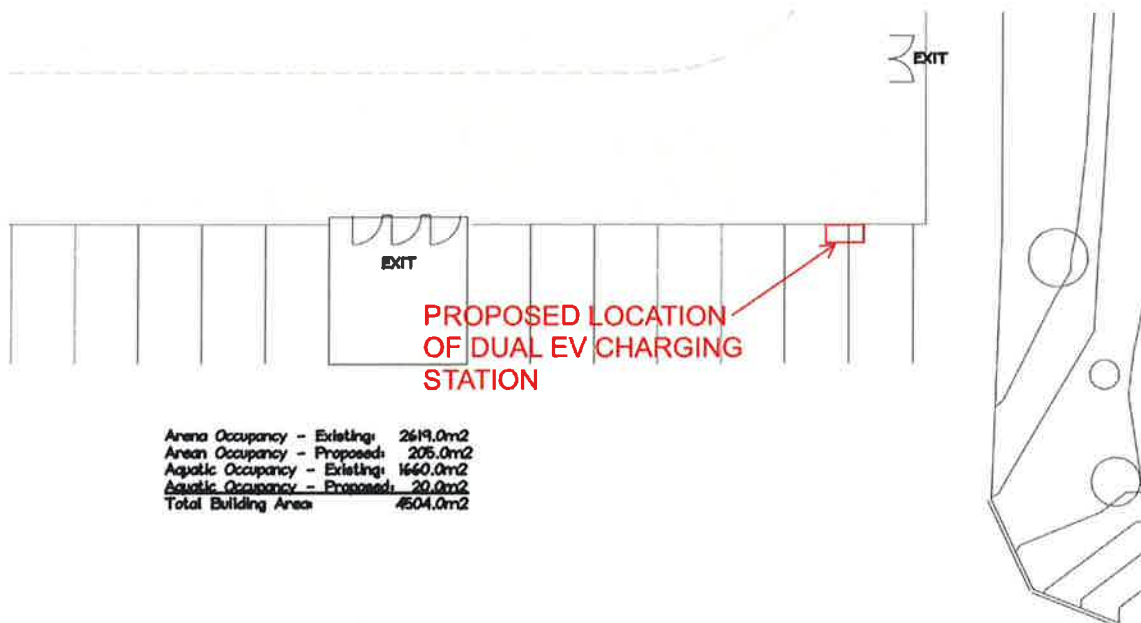 EXIT
EXIT
PROPOSED LOCATION
OF DUAL EV CHARGING
STATION
Arena Occupancy - Existing: 2619.0m2
Arean Occupancy - Proposed: 205.0m2
Aquatic Occupancy - Existing: 1660.0m2
Aquatic Occupancy - Proposed: 20.0m2
Total Building Area: 4504.0m2